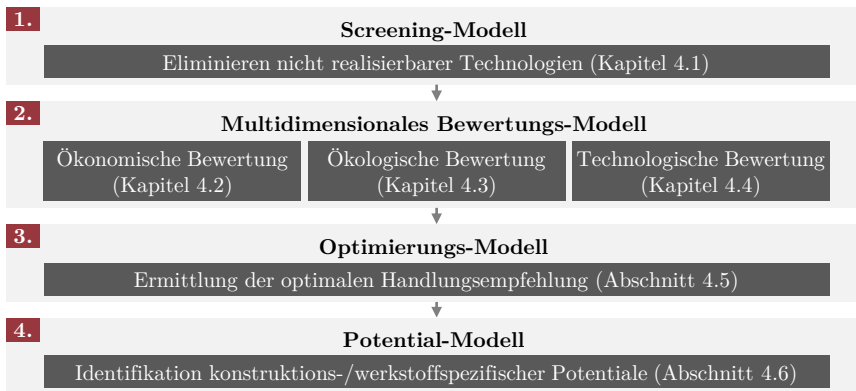 1.
Screening-Modell
Eliminieren nicht realisierbarer Technologien (Kapitel 4.1)
2.
Multidimensionales Bewertungs-Modell
Ökonomische Bewertung
(Kapitel 4.2)
Ökologische Bewertung
(Kapitel 4.3)
Technologische Bewertung
(Kapitel 4.4)
3.
Optimierungs-Modell
Ermittlung der optimalen Handlungsempfehlung (Abschnitt 4.5)
4.
Potential-Modell
Identifikation konstruktions-/werkstoffspezifischer Potentiale (Abschnitt 4.6)